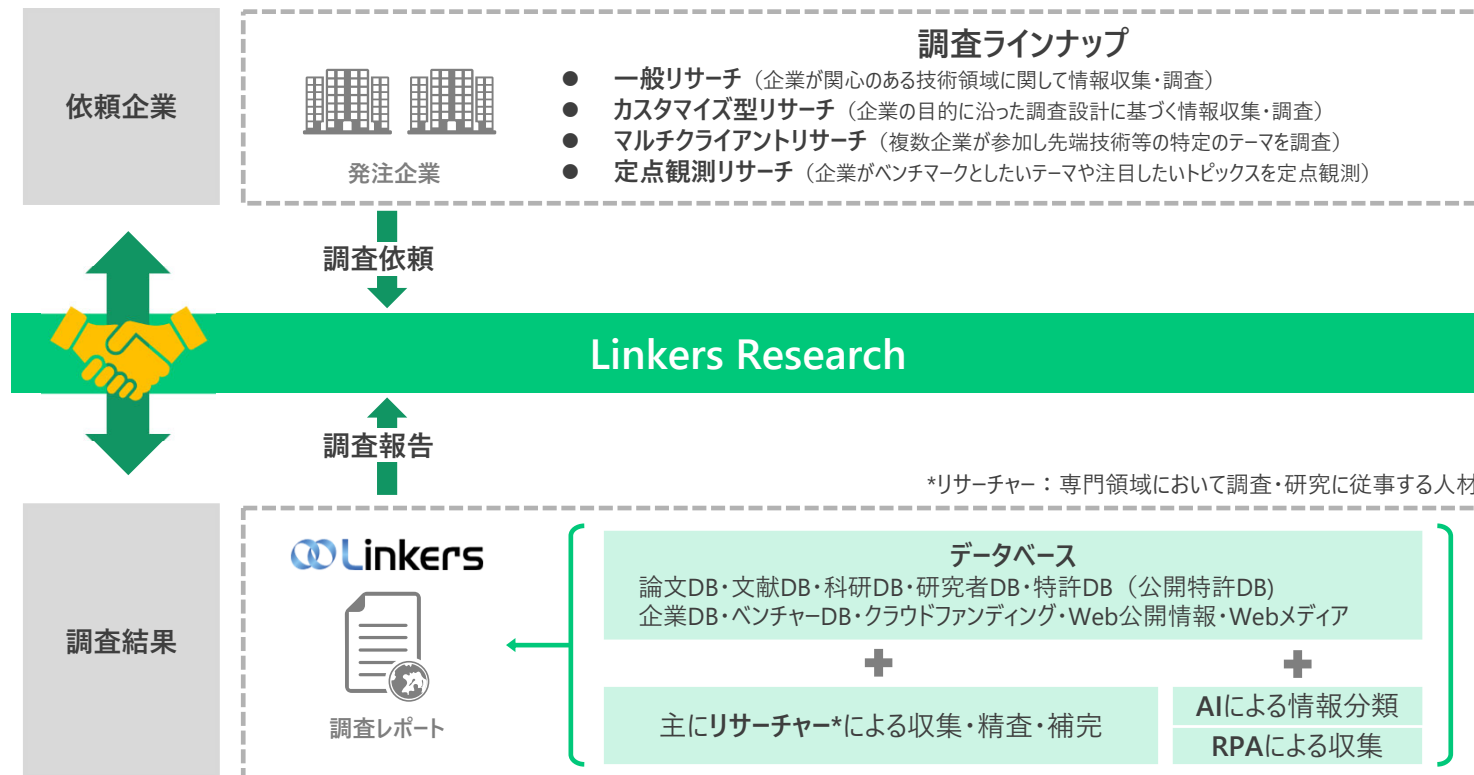 依頼企業
発注企業
調査ラインナップ
● 一般リサーチ（企業が関心のある技術領域に関して情報収集・調査）
● カスタマイズ型リサーチ（企業の目的に沿った調査設計に基づく情報収集・調査）
● マルチクライアントリサーチ（複数企業が参加し先端技術等の特定のテーマを調査）
● 定点観測リサーチ（企業がベンチマークとしたいテーマや注目したいトピックスを定点観測）
調査依頼
Linkers Research
調査報告
*リサーチャー：専門領域において調査・研究に従事する人材
調査結果
Linkers
調査レポート
データベース
論文DB・文献DB・科研DB・研究者DB・特許DB（公開特許DB)
企業DB・ベンチャーDB・クラウドファンディング・Web公開情報・Webメディア
主にリサーチャー*による収集・精査・補完
AIによる情報分類
RPAによる収集